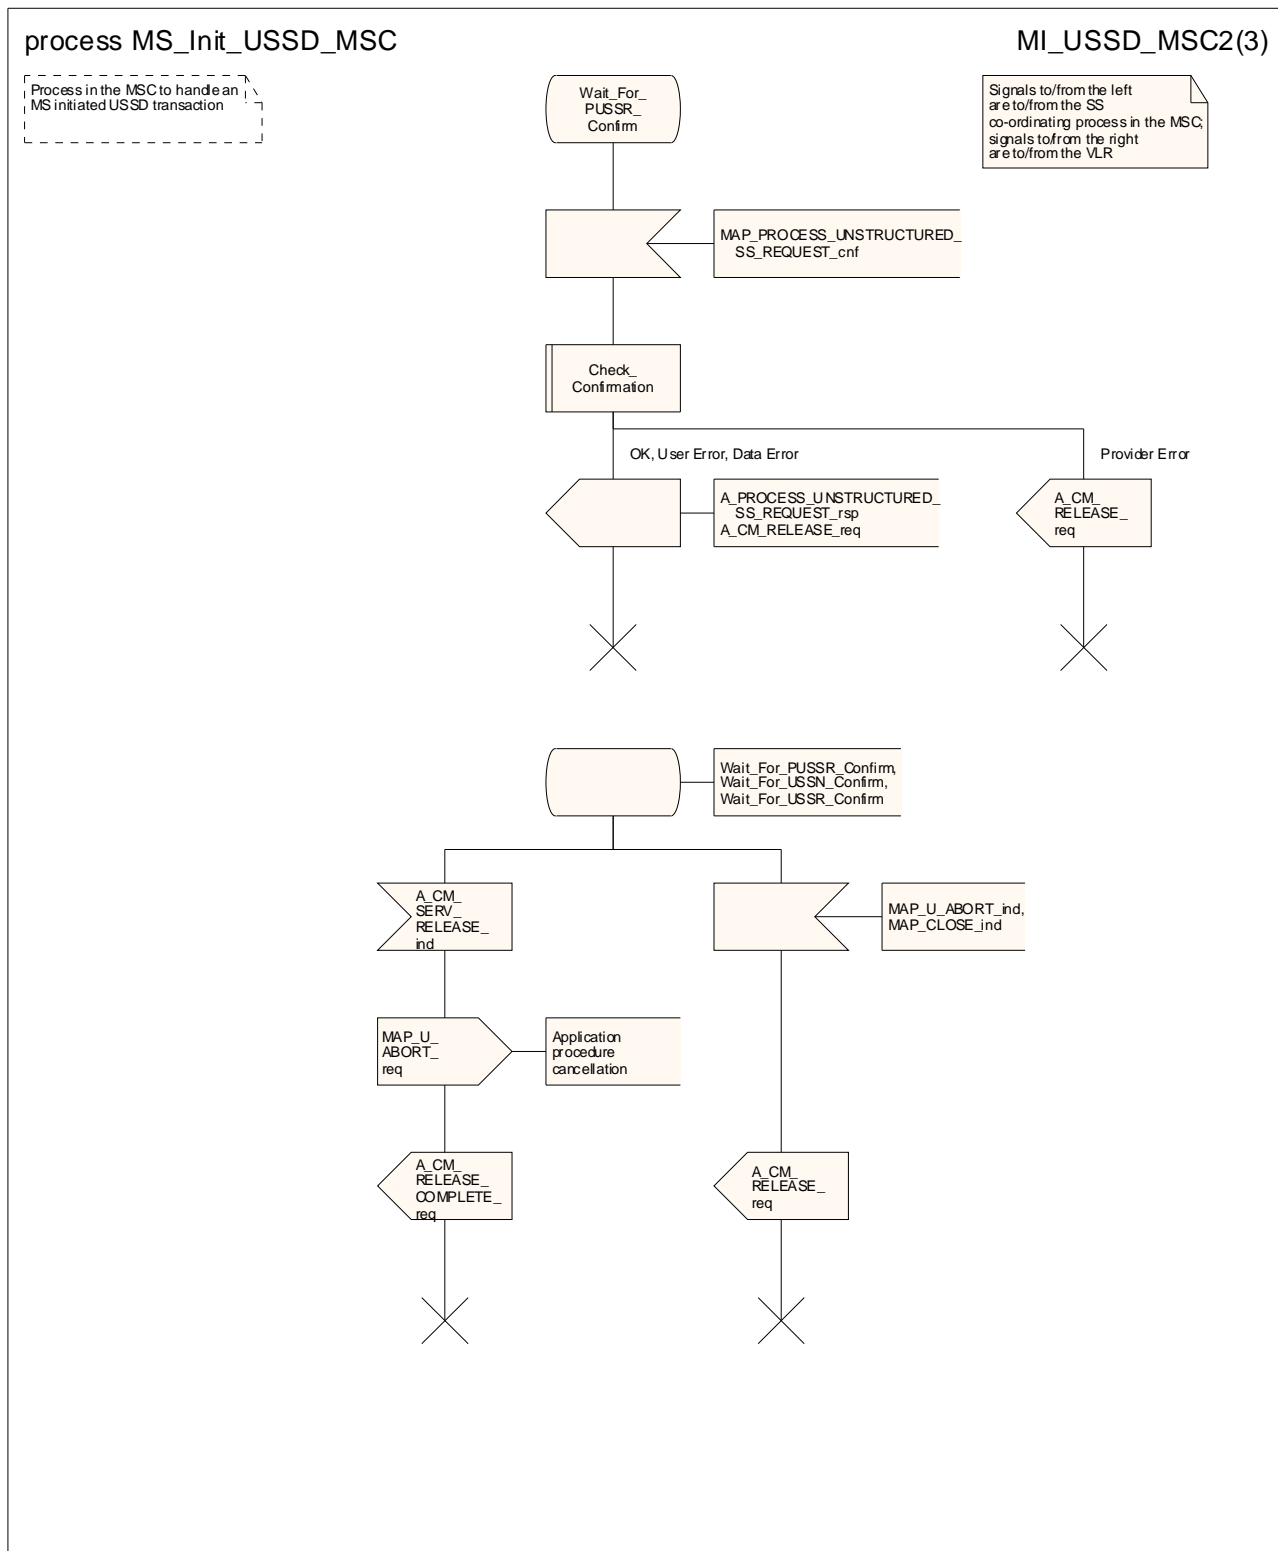 process MS_Init_USSD_MSC
MI_USSD_MSC2(3)
Process in the MSC to handle an
MS initiated USSD transaction
Wait_For_
PUSSR_
Confirm
Signals to/from the left
are to/from the SS
co-ordinating process in the MSC;
signals to/from the right
are to/from the VLR
MAP_PROCESS_UNSTRUCTURED_
SS_REQUEST_cnf
Check_
Confirmation
OK, User Error, Data Error
Provider Error
A_PROCESS_UNSTRUCTURED_
SS_REQUEST_rsp
A_CM_RELEASE_req
A_CM_
RELEASE_
req
Wait_For_PUSSR_Confirm,
Wait_For_USSN_Confirm,
Wait_For_USSR_Confirm
A_CM_
SERV_
RELEASE_
ind
MAP_U_ABORT_ind,
MAP_CLOSE_ind
MAP_U_
ABORT_
req
Application
procedure
cancellation
A_CM_
RELEASE_
COMPLETE_
req
A_CM_
RELEASE_
req